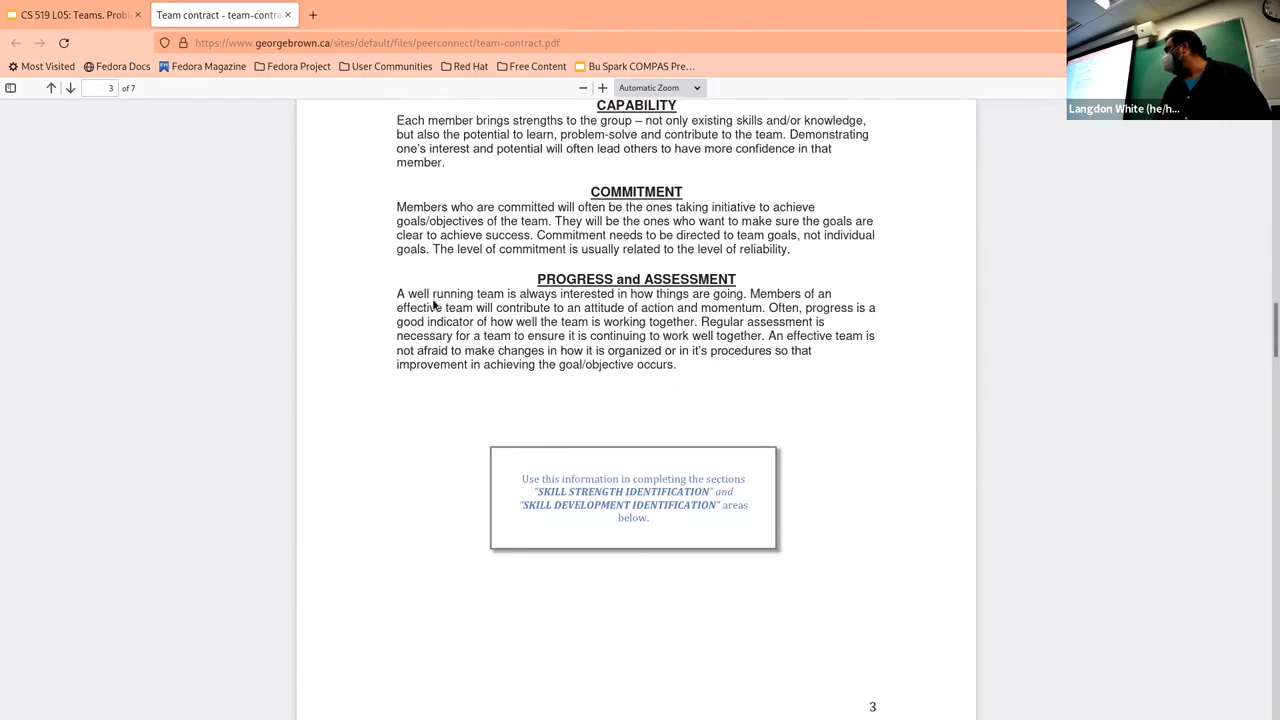 CS 519 L05: Teams. Probl
Team contract - team-contra
https://www.georgebrown.ca/sites/default/files/peerconnect/team-contract.pdf
Most Visited Fedora Docs Fedora Magazine Fedora Project User Communities Red Hat Free Content Bu Spark COMPAS Pre...
3 of 7
Automatic Zoom
Langdon White (he/h...
CAPABILITY
Each member brings strengths to the group – not only existing skills and/or knowledge,
but also the potential to learn, problem-solve and contribute to the team. Demonstrating
one's interest and potential will often lead others to have more confidence in that
member.
COMMITMENT
Members who are committed will often be the ones taking initiative to achieve
goals/objectives of the team. They will be the ones who want to make sure the goals are
clear to achieve success. Commitment needs to be directed to team goals, not individual
goals. The level of commitment is usually related to the level of reliability.
PROGRESS and ASSESSMENT
A well running team is always interested in how things are going. Members of an
effective team will contribute to an attitude of action and momentum. Often, progress is a
good indicator of how well the team is working together. Regular assessment is
necessary for a team to ensure it is continuing to work well together. An effective team is
not afraid to make changes in how it is organized or in it's procedures so that
improvement in achieving the goal/objective occurs.
Use this information in completing the sections
"SKILL STRENGTH IDENTIFICATION" and
"SKILL DEVELOPMENT IDENTIFICATION" areas
below.
3